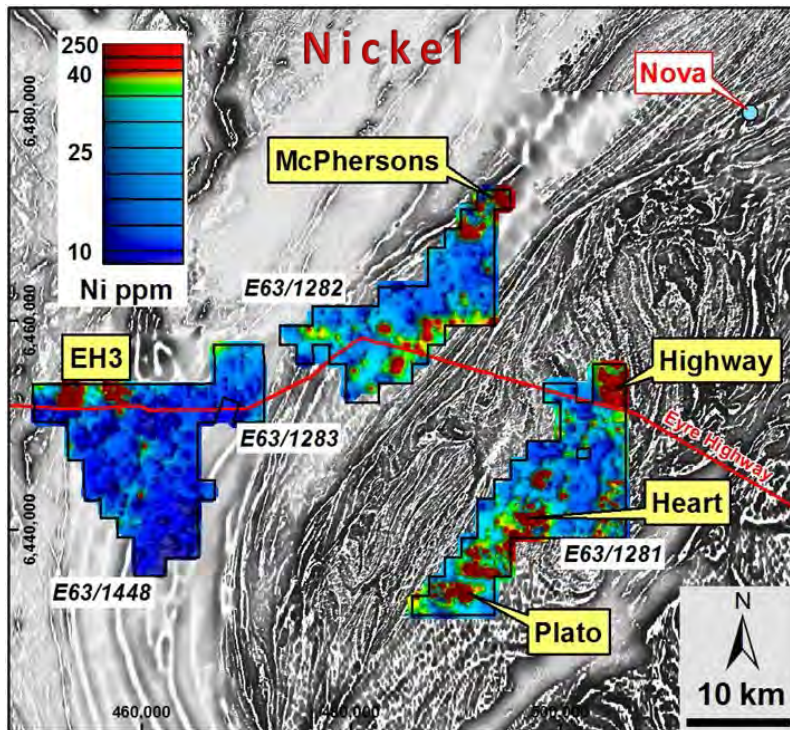 Nickel
250
40
25
10
Ni ppm
Nova
McPhersons
6,480,000
E63/1282
6,460,000
EH3
Highway
E63/1283
Eyre Highway
Heart
6,440,000
E63/1281
E63/1448
Plato
N
10 km
460,000
480,000
500,000